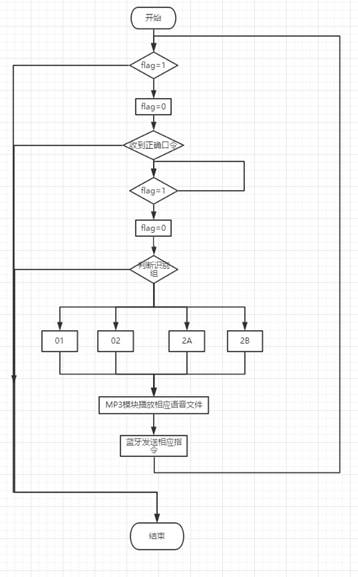 开始
flag=1
flag=0
收到正确口令
flag=1
flag=0
判断识别
组
01
02
2A
2B
MP3模块播放相应语音文件
蓝牙发送相应指
令
结束